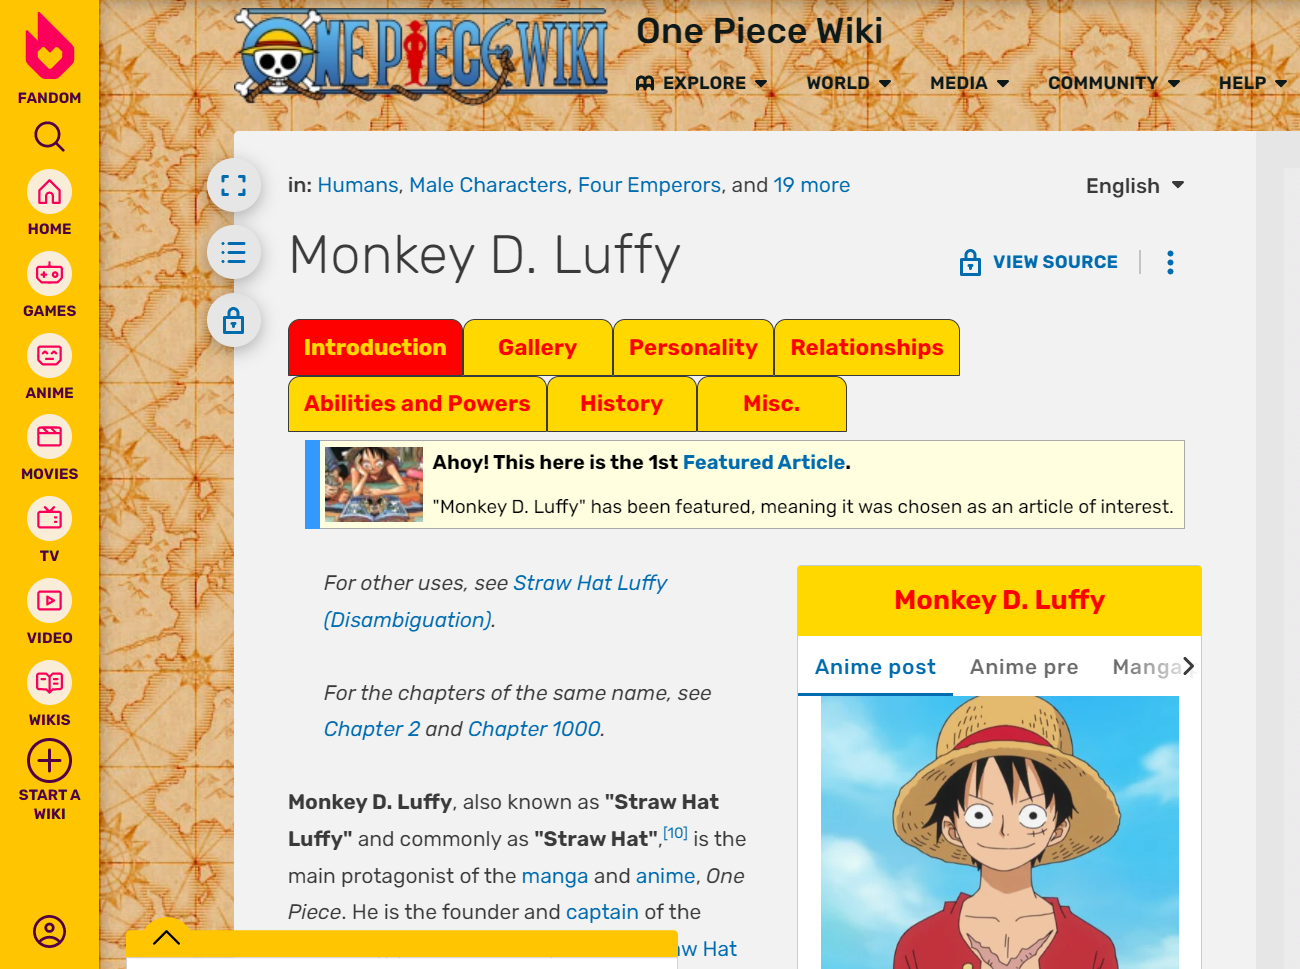 FANDOM
HOME
GAMES
ANIME
MOVIES
TV
VIDEO
WIKIS
START A
WIKI
ONE PIECE WIKI
One Piece Wiki
EXPLORE WORLD MEDIA COMMUNITY HELP
in: Humans, Male Characters, Four Emperors, and 19 more
English
Monkey D. Luffy
VIEW SOURCE
Introduction Gallery Personality Relationships
Abilities and Powers History Misc.
Ahoy! This here is the 1st Featured Article.
"Monkey D. Luffy" has been featured, meaning it was chosen as an article of interest.
For other uses, see Straw Hat Luffy
(Disambiguation).
For the chapters of the same name, see
Chapter 2 and Chapter 1000.
Monkey D. Luffy, also known as "Straw Hat
Luffy" and commonly as "Straw Hat",[10] is the
main protagonist of the manga and anime, One
Piece. He is the founder and captain of the
Hat
Monkey D. Luffy
Anime post Anime pre Manga